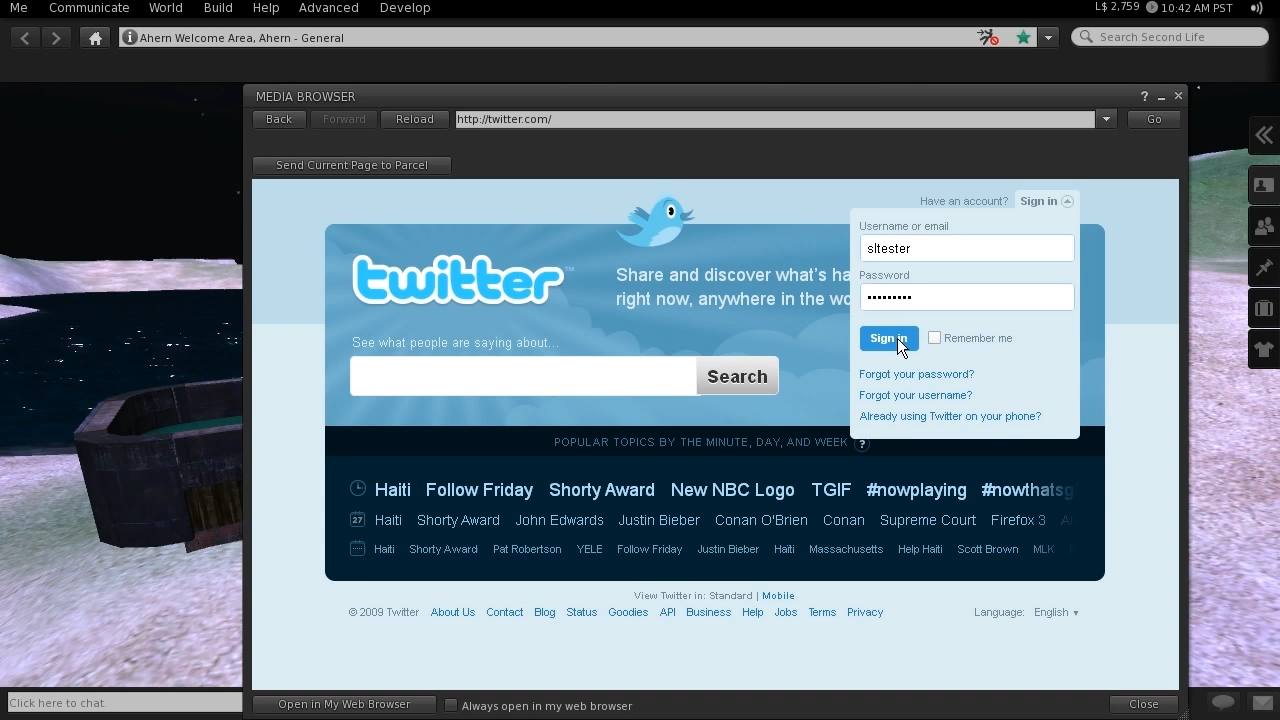 Me Communicate World Build Help Advanced Develop L$ 2,759 10:42 AM PST
Ahern Welcome Area, Ahern - General Search Second Life
MEDIA BROWSER ?
Back Forward Reload http://twitter.com/ Go
Send Current Page to Parcel
Have an account? Sign in
Username or email
sltester
Password
•••••••••
Sign in Remember me
Forgot your password?
Forgot your username?
Already using Twitter on your phone?
twitter™
Share and discover what's ha
right now, anywhere in the wo
See what people are saying about…
Search
POPULAR TOPICS BY THE MINUTE, DAY, AND WEEK ?
Haiti Follow Friday Shorty Award New NBC Logo TGIF #nowplaying #nowthatsg
27 Haiti Shorty Award John Edwards Justin Bieber Conan O'Brien Conan Supreme Court Firefox 3
Haiti Shorty Award Pat Robertson YELE Follow Friday Justin Bieber Haïti Massachusetts Help Haiti Scott Brown MLK
View Twitter in: Standard | Mobile
© 2009 Twitter About Us Contact Blog Status Goodies API Business Help Jobs Terms Privacy Language: English
Click here to chat.
Open in My Web Browser Always open in my web browser Close